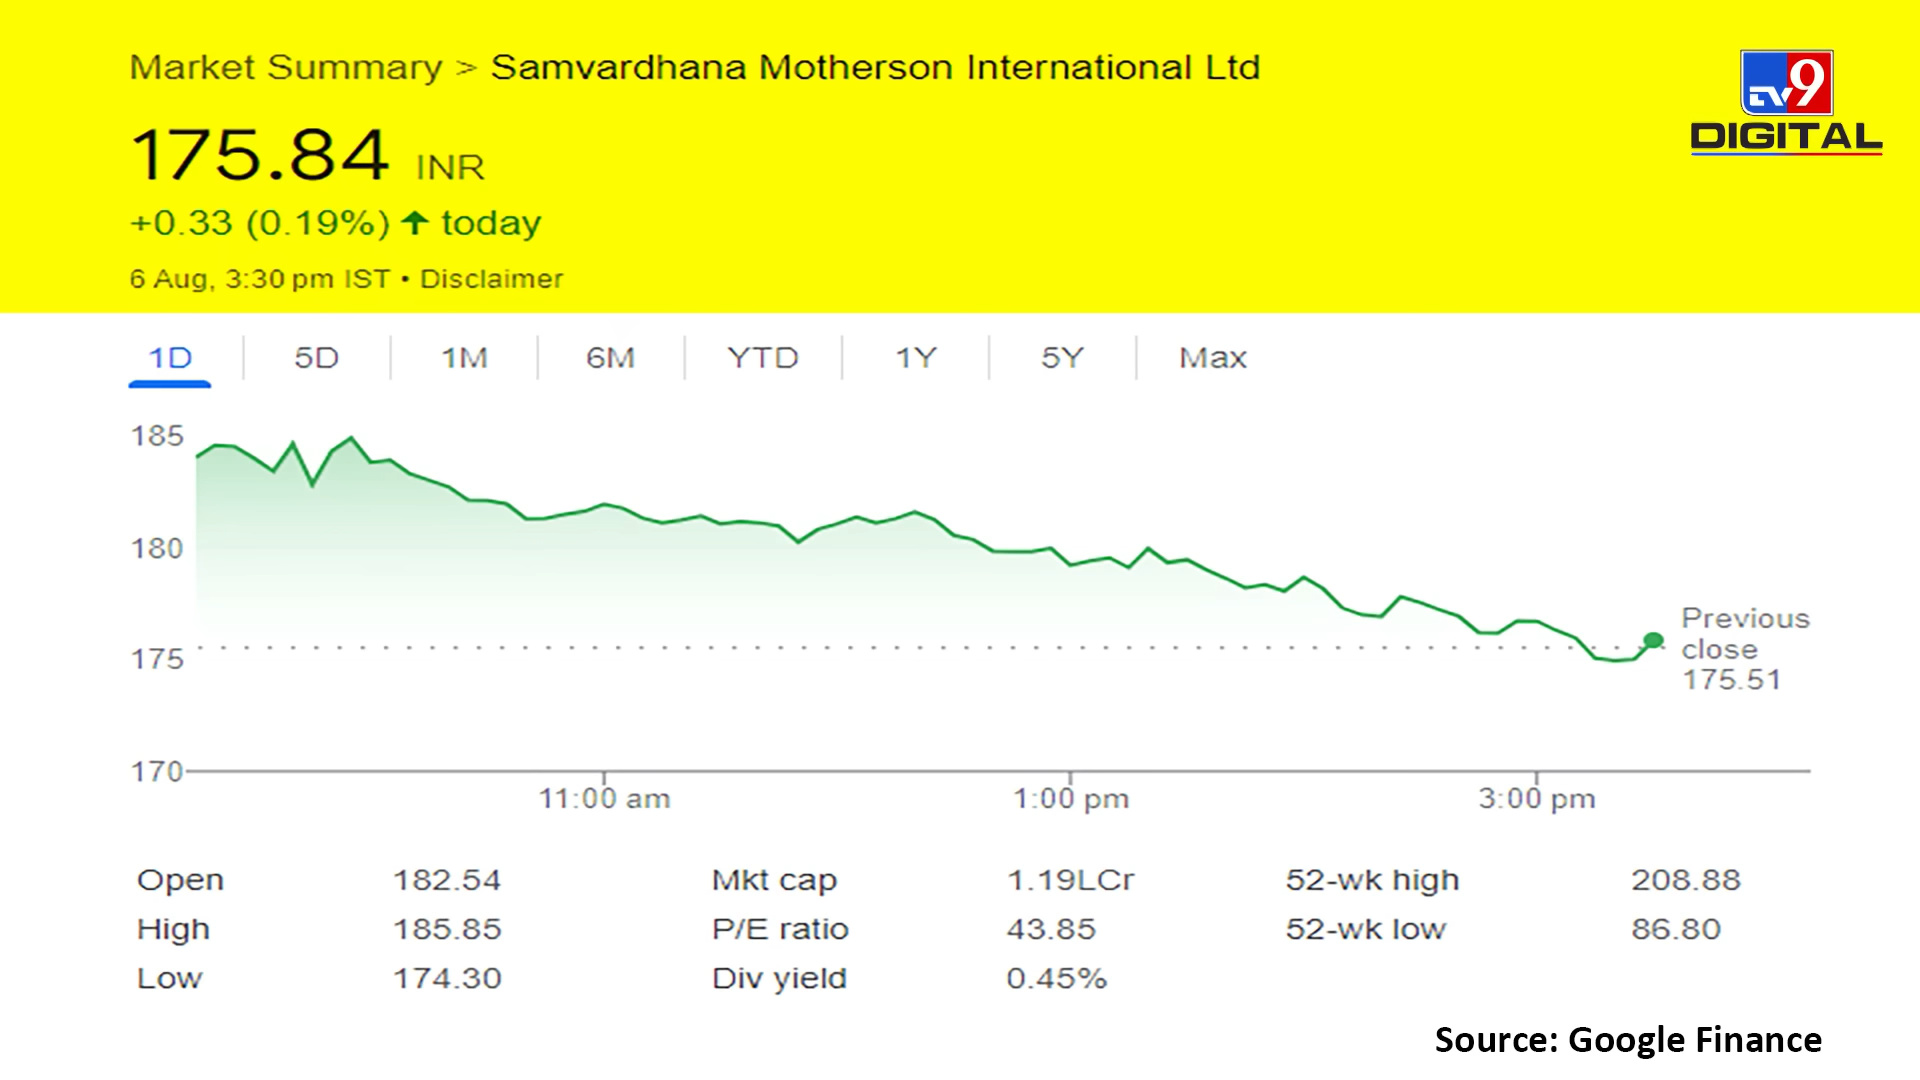 Market Summary > Samvardhana Motherson International Ltd
TV9
DIGITAL
175.84 INR
+0.33 (0.19%) ↑ today
6 Aug, 3:30 pm IST • Disclaimer
1D 5D 1M 6M YTD 1Y 5Y Max
185
180
175
170
Previous
close
175.51
11:00 am 1:00 pm 3:00 pm
Open 182.54 Mkt cap 1.19LCr 52-wk high 208.88
High 185.85 P/E ratio 43.85 52-wk low 86.80
Low 174.30 Div yield 0.45%
Source: Google Finance